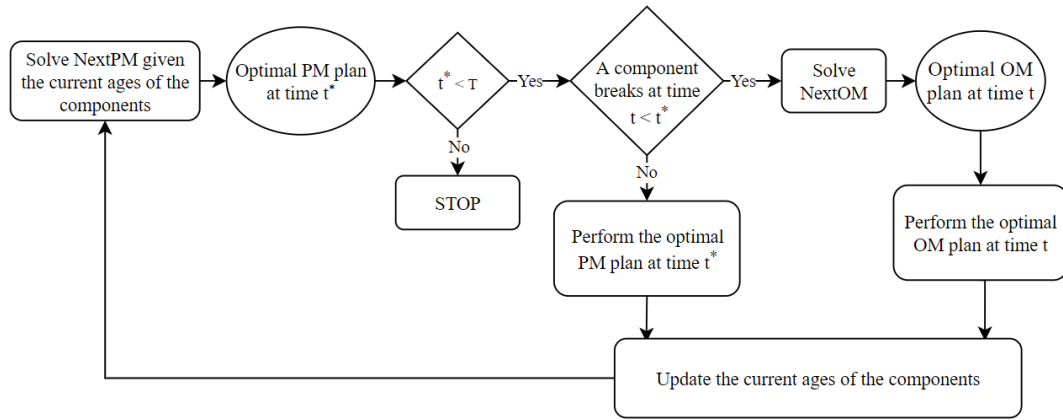 Solve NextPM given
the current ages of the
components
Optimal PM plan
at time t*
t* < T
Yes
A component
breaks at time
t < t*
Yes
Solve
NextOM
Optimal OM
plan at time t
No
STOP
No
Perform the optimal
PM plan at time t*
Perform the optimal
OM plan at time t
Update the current ages of the components